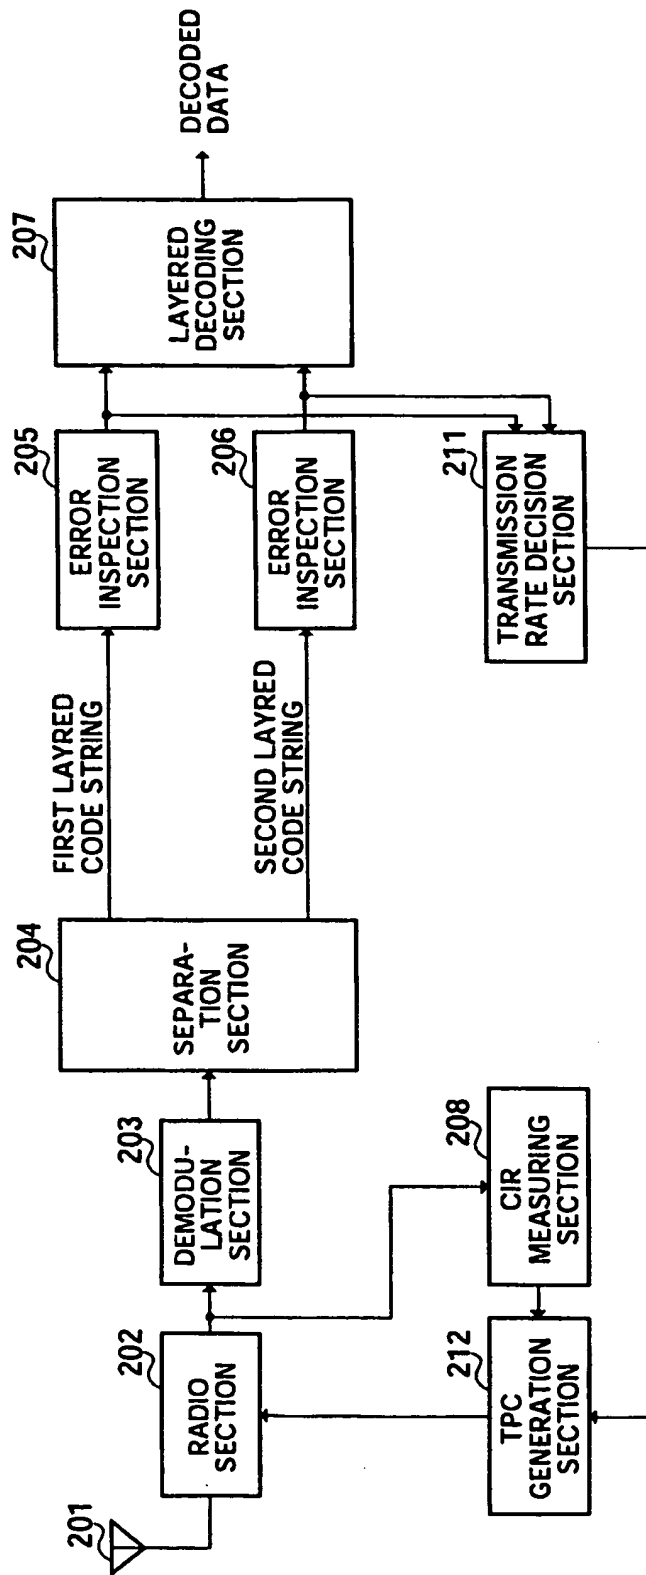 201
202
RADIO
SECTION
203
DEMODU-
LATION
SECTION
204
SEPARA-
TION
SECTION
FIRST LAYRED
CODE STRING
SECOND LAYRED
CODE STRING
205
ERROR
INSPECTION
SECTION
206
ERROR
INSPECTION
SECTION
207
LAYERED
DECODING
SECTION
DECODED
DATA
212
TPC
GENERATION
SECTION
208
CIR
MEASURING
SECTION
211
TRANSMISSION
RATE DECISION
SECTION